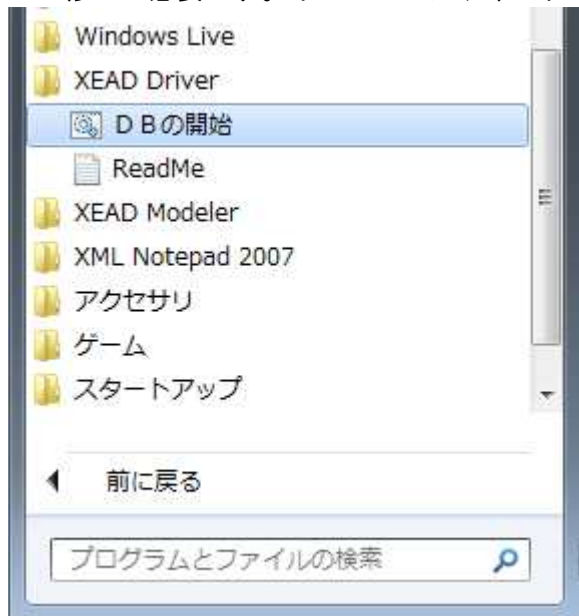 Windows Live
XEAD Driver
ＤＢの開始
ReadMe
XEAD Modeler
XML Notepad 2007
アクセサリ
ゲーム
スタートアップ
前に戻る
プログラムとファイルの検索